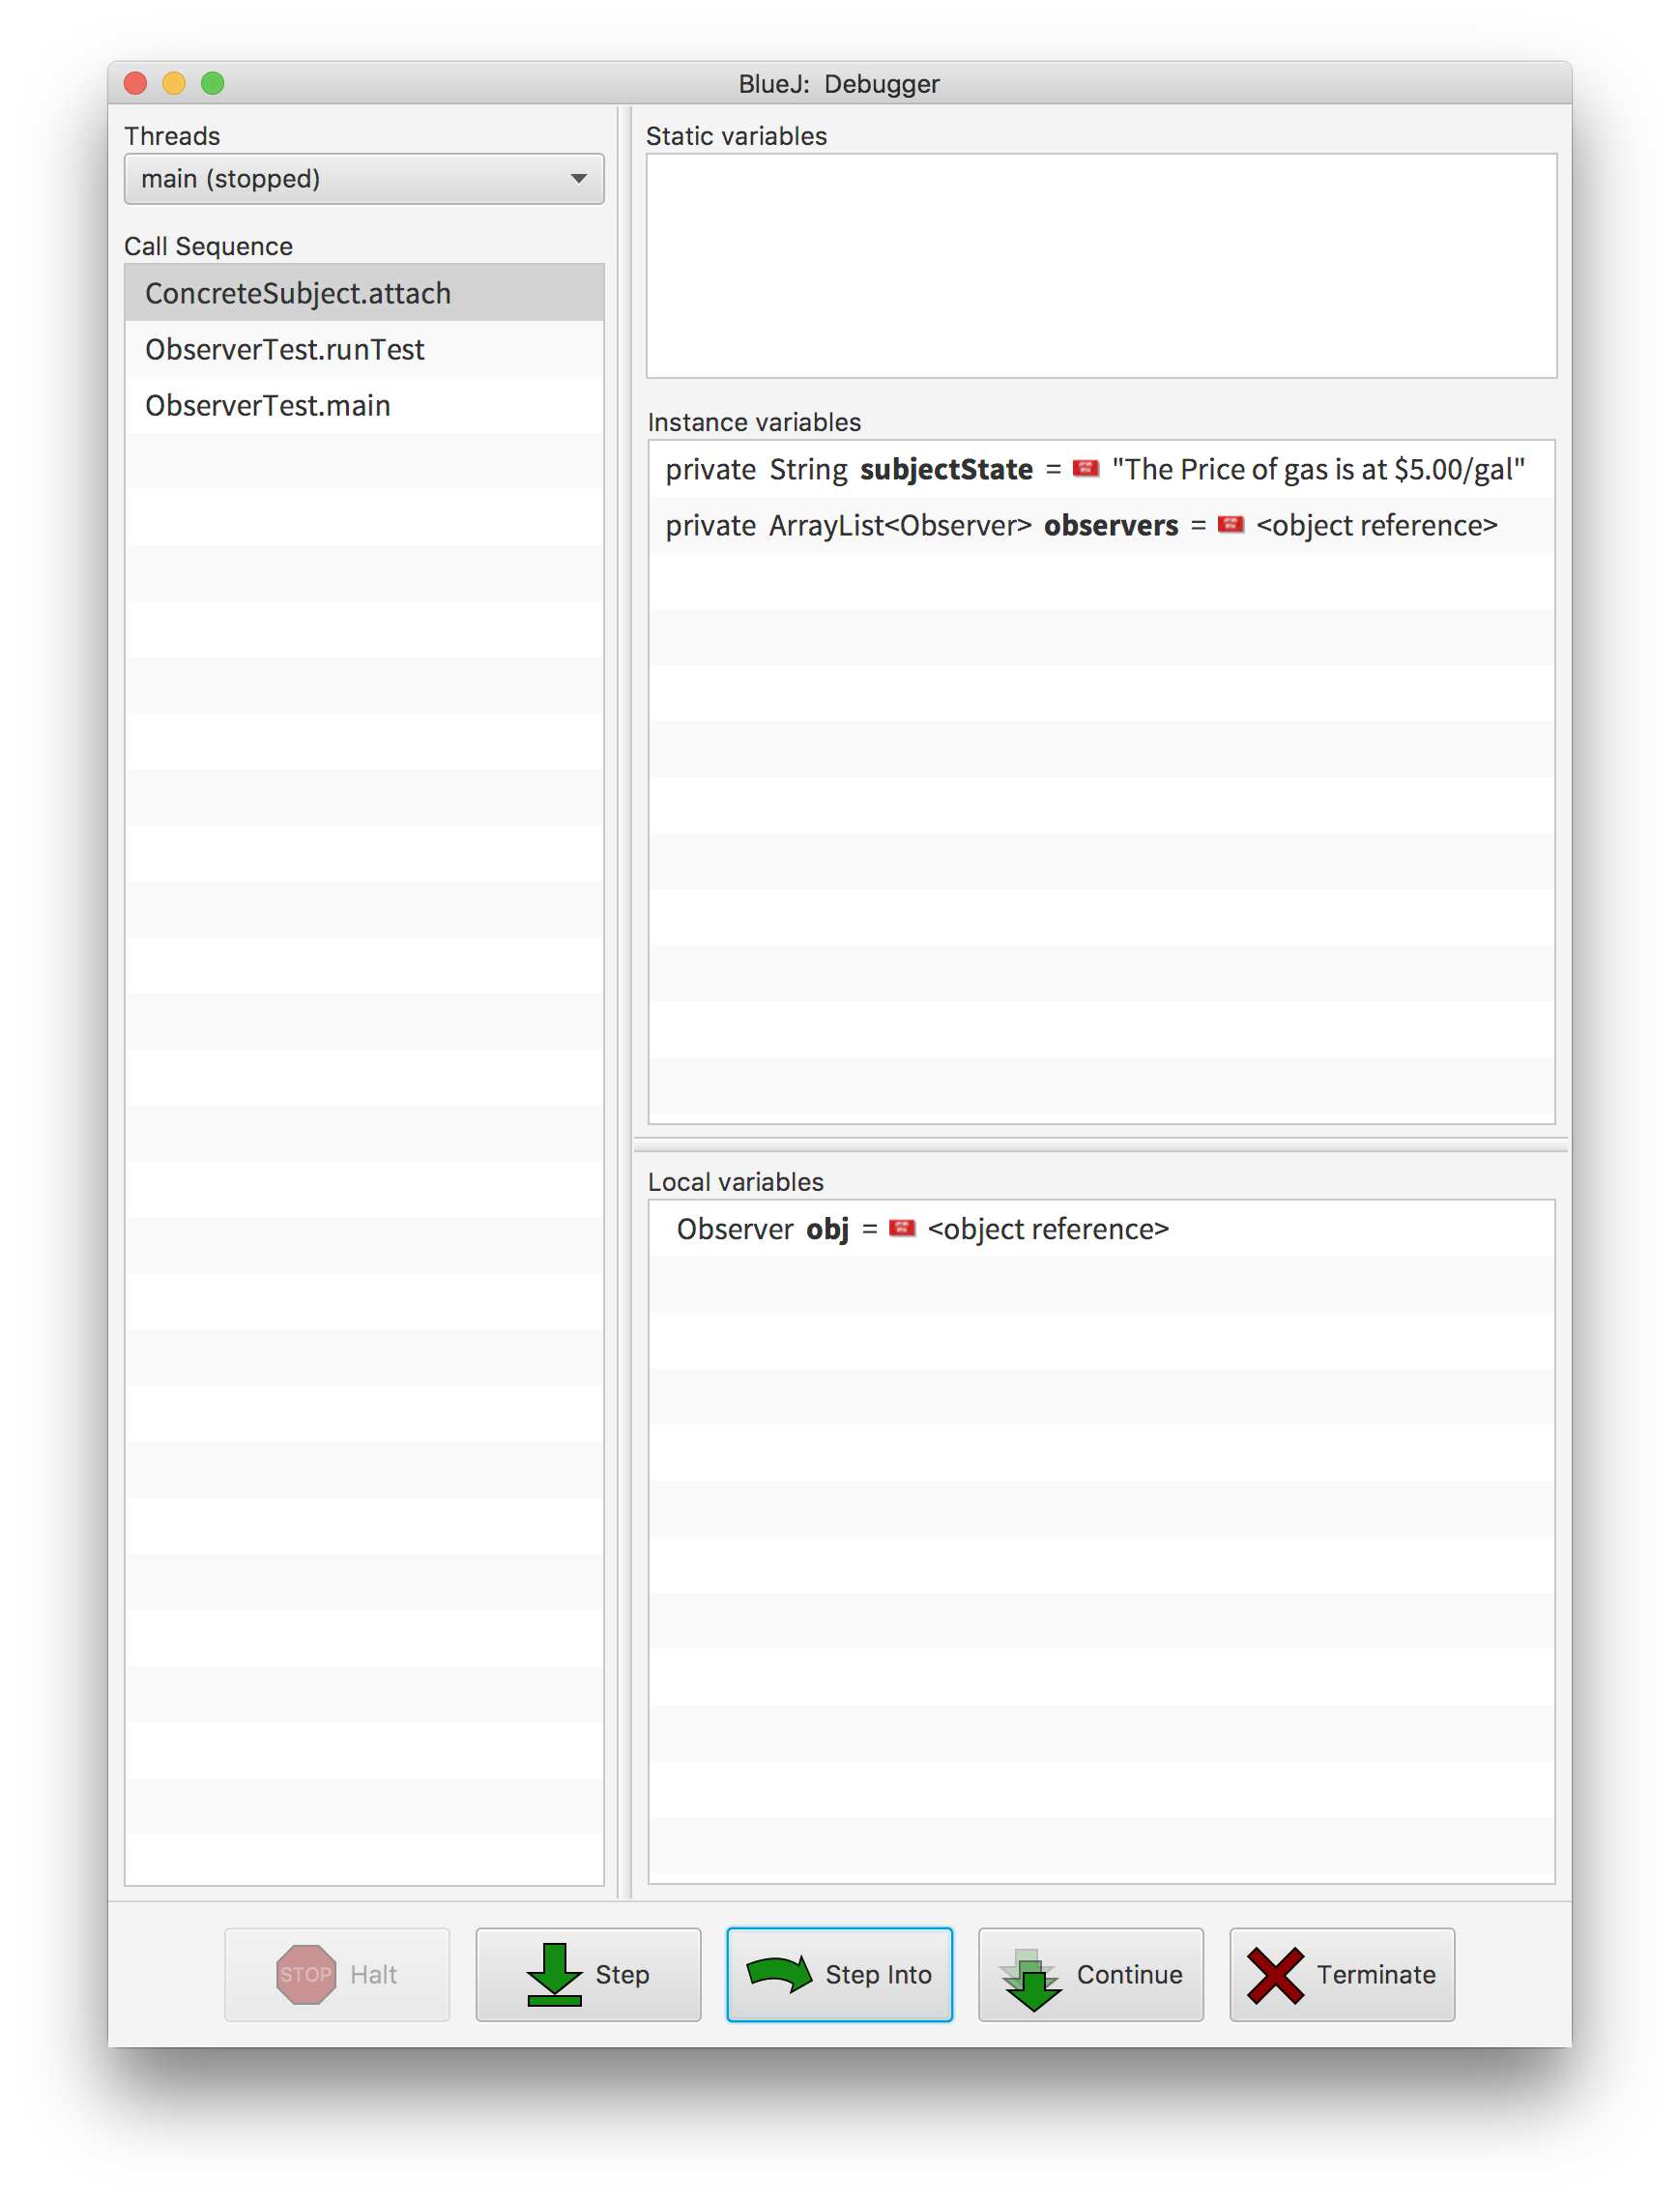 BlueJ: Debugger
Threads
main (stopped)
Call Sequence
ConcreteSubject.attach
ObserverTest.runTest
ObserverTest.main
Static variables
Instance variables
private String subjectState = "The Price of gas is at $5.00/gal"
private ArrayList<Observer> observers = <object reference>
Local variables
Observer obj = <object reference>
STOP Halt
Step
Step Into
Continue
Terminate